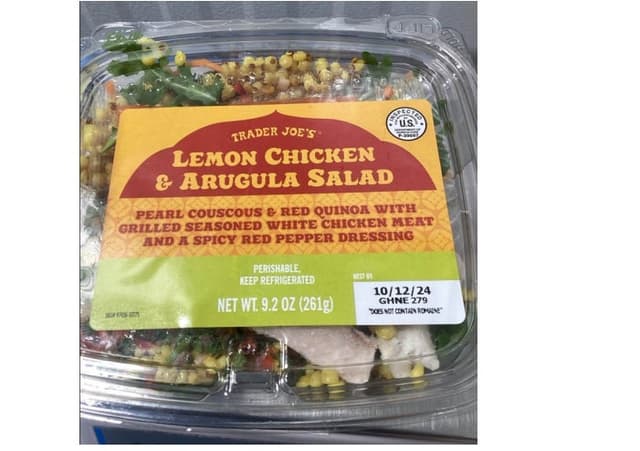 TRADER JOE'S
LEMON CHICKEN
& ARUGULA SALAD
INSPECTED
U.S.
PEARL COUSCOUS & RED QUINOA WITH
GRILLED SEASONED WHITE CHICKEN MEAT
AND A SPICY RED PEPPER DRESSING
PERISHABLE,
KEEP REFRIGERATED
NET WT. 9.2 OZ (261g)
BEST BY
10/12/24
GHNE 279
"DOES NOT CONTAIN ROMAINE"